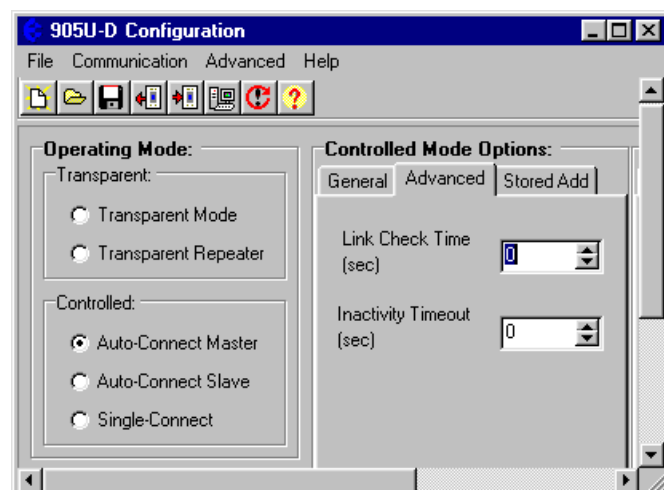 905U-D Configuration
File Communication Advanced Help
Operating Mode:
Transparent:
Transparent Mode
Transparent Repeater
Controlled:
Auto-Connect Master
Auto-Connect Slave
Single-Connect
Controlled Mode Options:
General Advanced Stored Add
Link Check Time
(sec)
0
Inactivity Timeout
(sec)
0